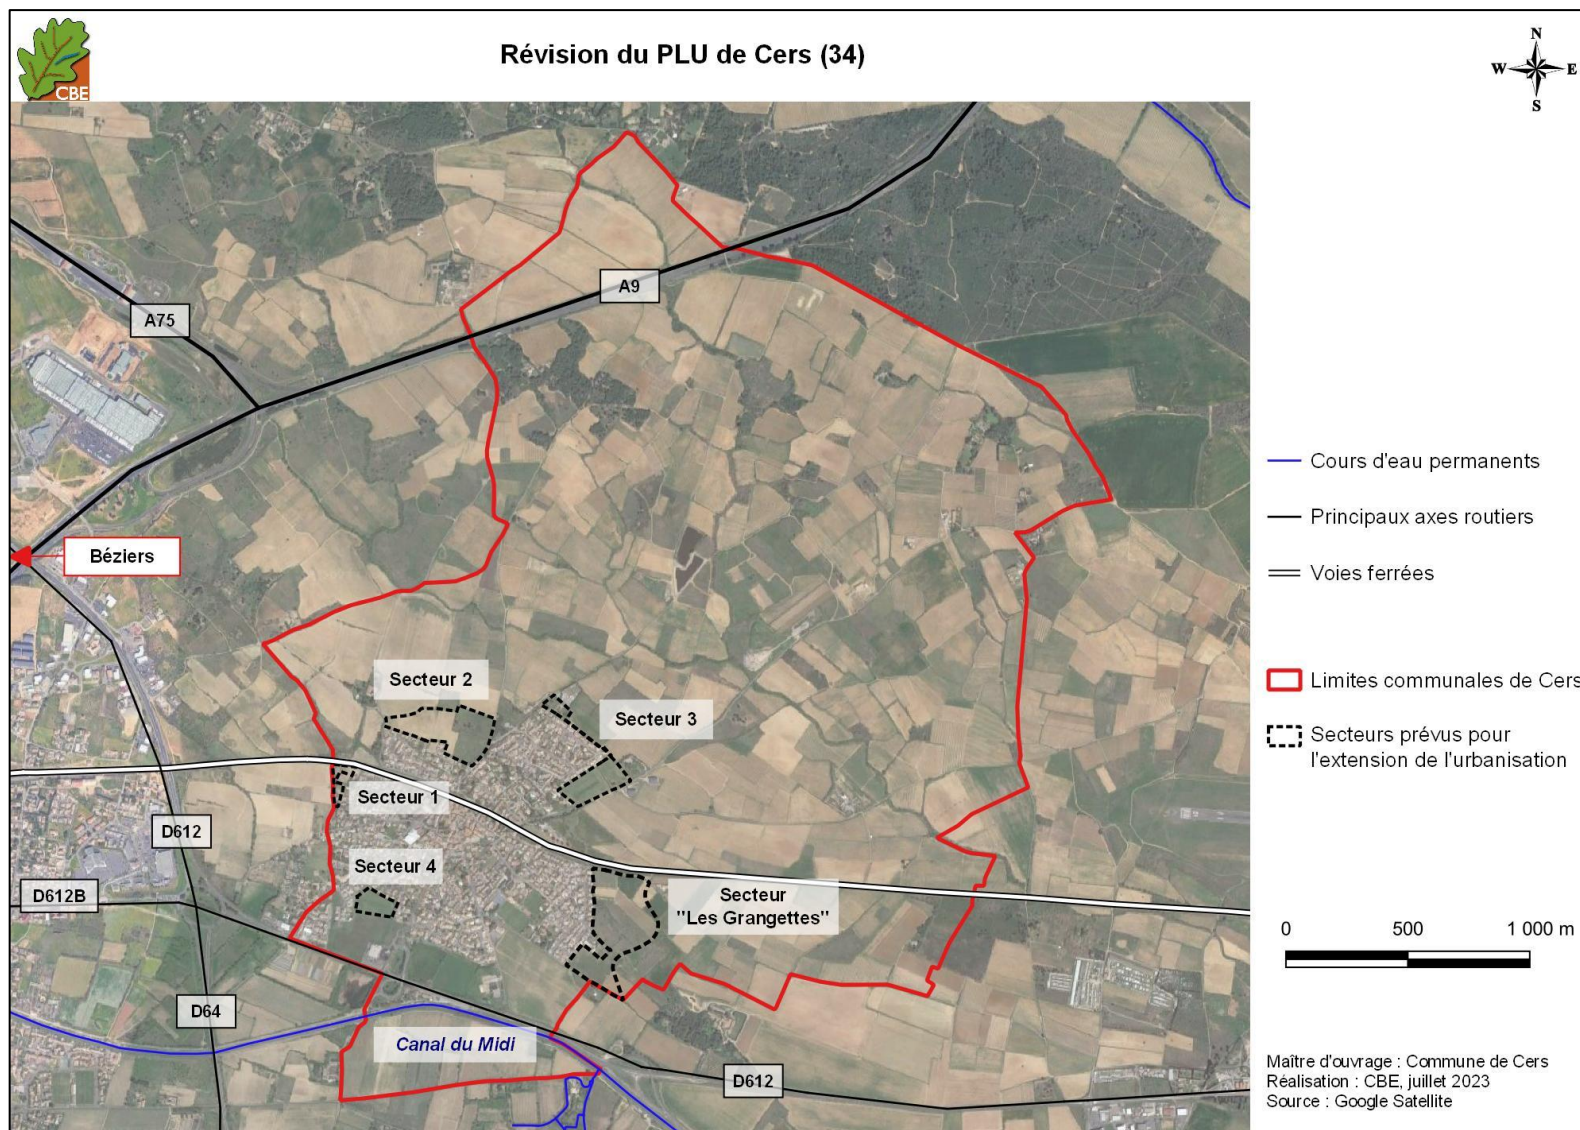 CBE
Révision du PLU de Cers (34)
N
W
E
S
A9
A75
Béziers
Secteur 2
Secteur 3
Secteur 1
D612
Secteur 4
D612B
Secteur
"Les Grangettes"
D64
Canal du Midi
D612
Cours d'eau permanents
Principaux axes routiers
Voies ferrées
Limites communales de Cers
Secteurs prévus pour
l'extension de l'urbanisation
0 500 1 000 m
Maître d'ouvrage : Commune de Cers
Réalisation : CBE, juillet 2023
Source : Google Satellite